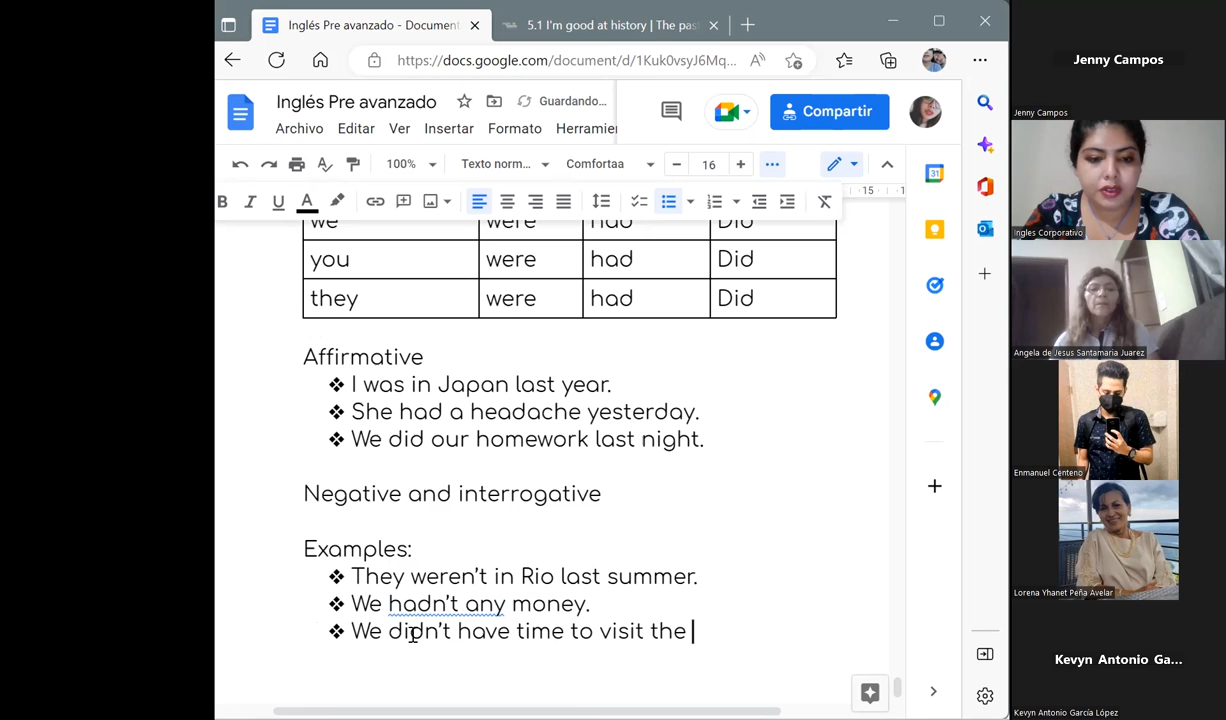 Inglés Pre avanzado - Document
5.1 I'm good at history | The pas
https://docs.google.com/document/d/1Kuk0vsyJ6Mq...
Inglés Pre avanzado
Guardando...
Compartir
Archivo Editar Ver Insertar Formato Herramie
100% Texto norm... Comfortaa 16
15
we were had Did
you were had Did
they were had Did
Affirmative
❖ I was in Japan last year.
❖ She had a headache yesterday.
❖ We did our homework last night.
Negative and interrogative
Examples:
❖ They weren't in Rio last summer.
❖ We hadn't any money.
❖ We didn't have time to visit the
Jenny Campos
Jenny Campos
Ingles Corporativo
Angela de Jesus Santamaria Juarez
Enmanuel Centeno
Lorena Yhanet Peña Avelar
Kevyn Antonio Ga...
Kevyn Antonio García López